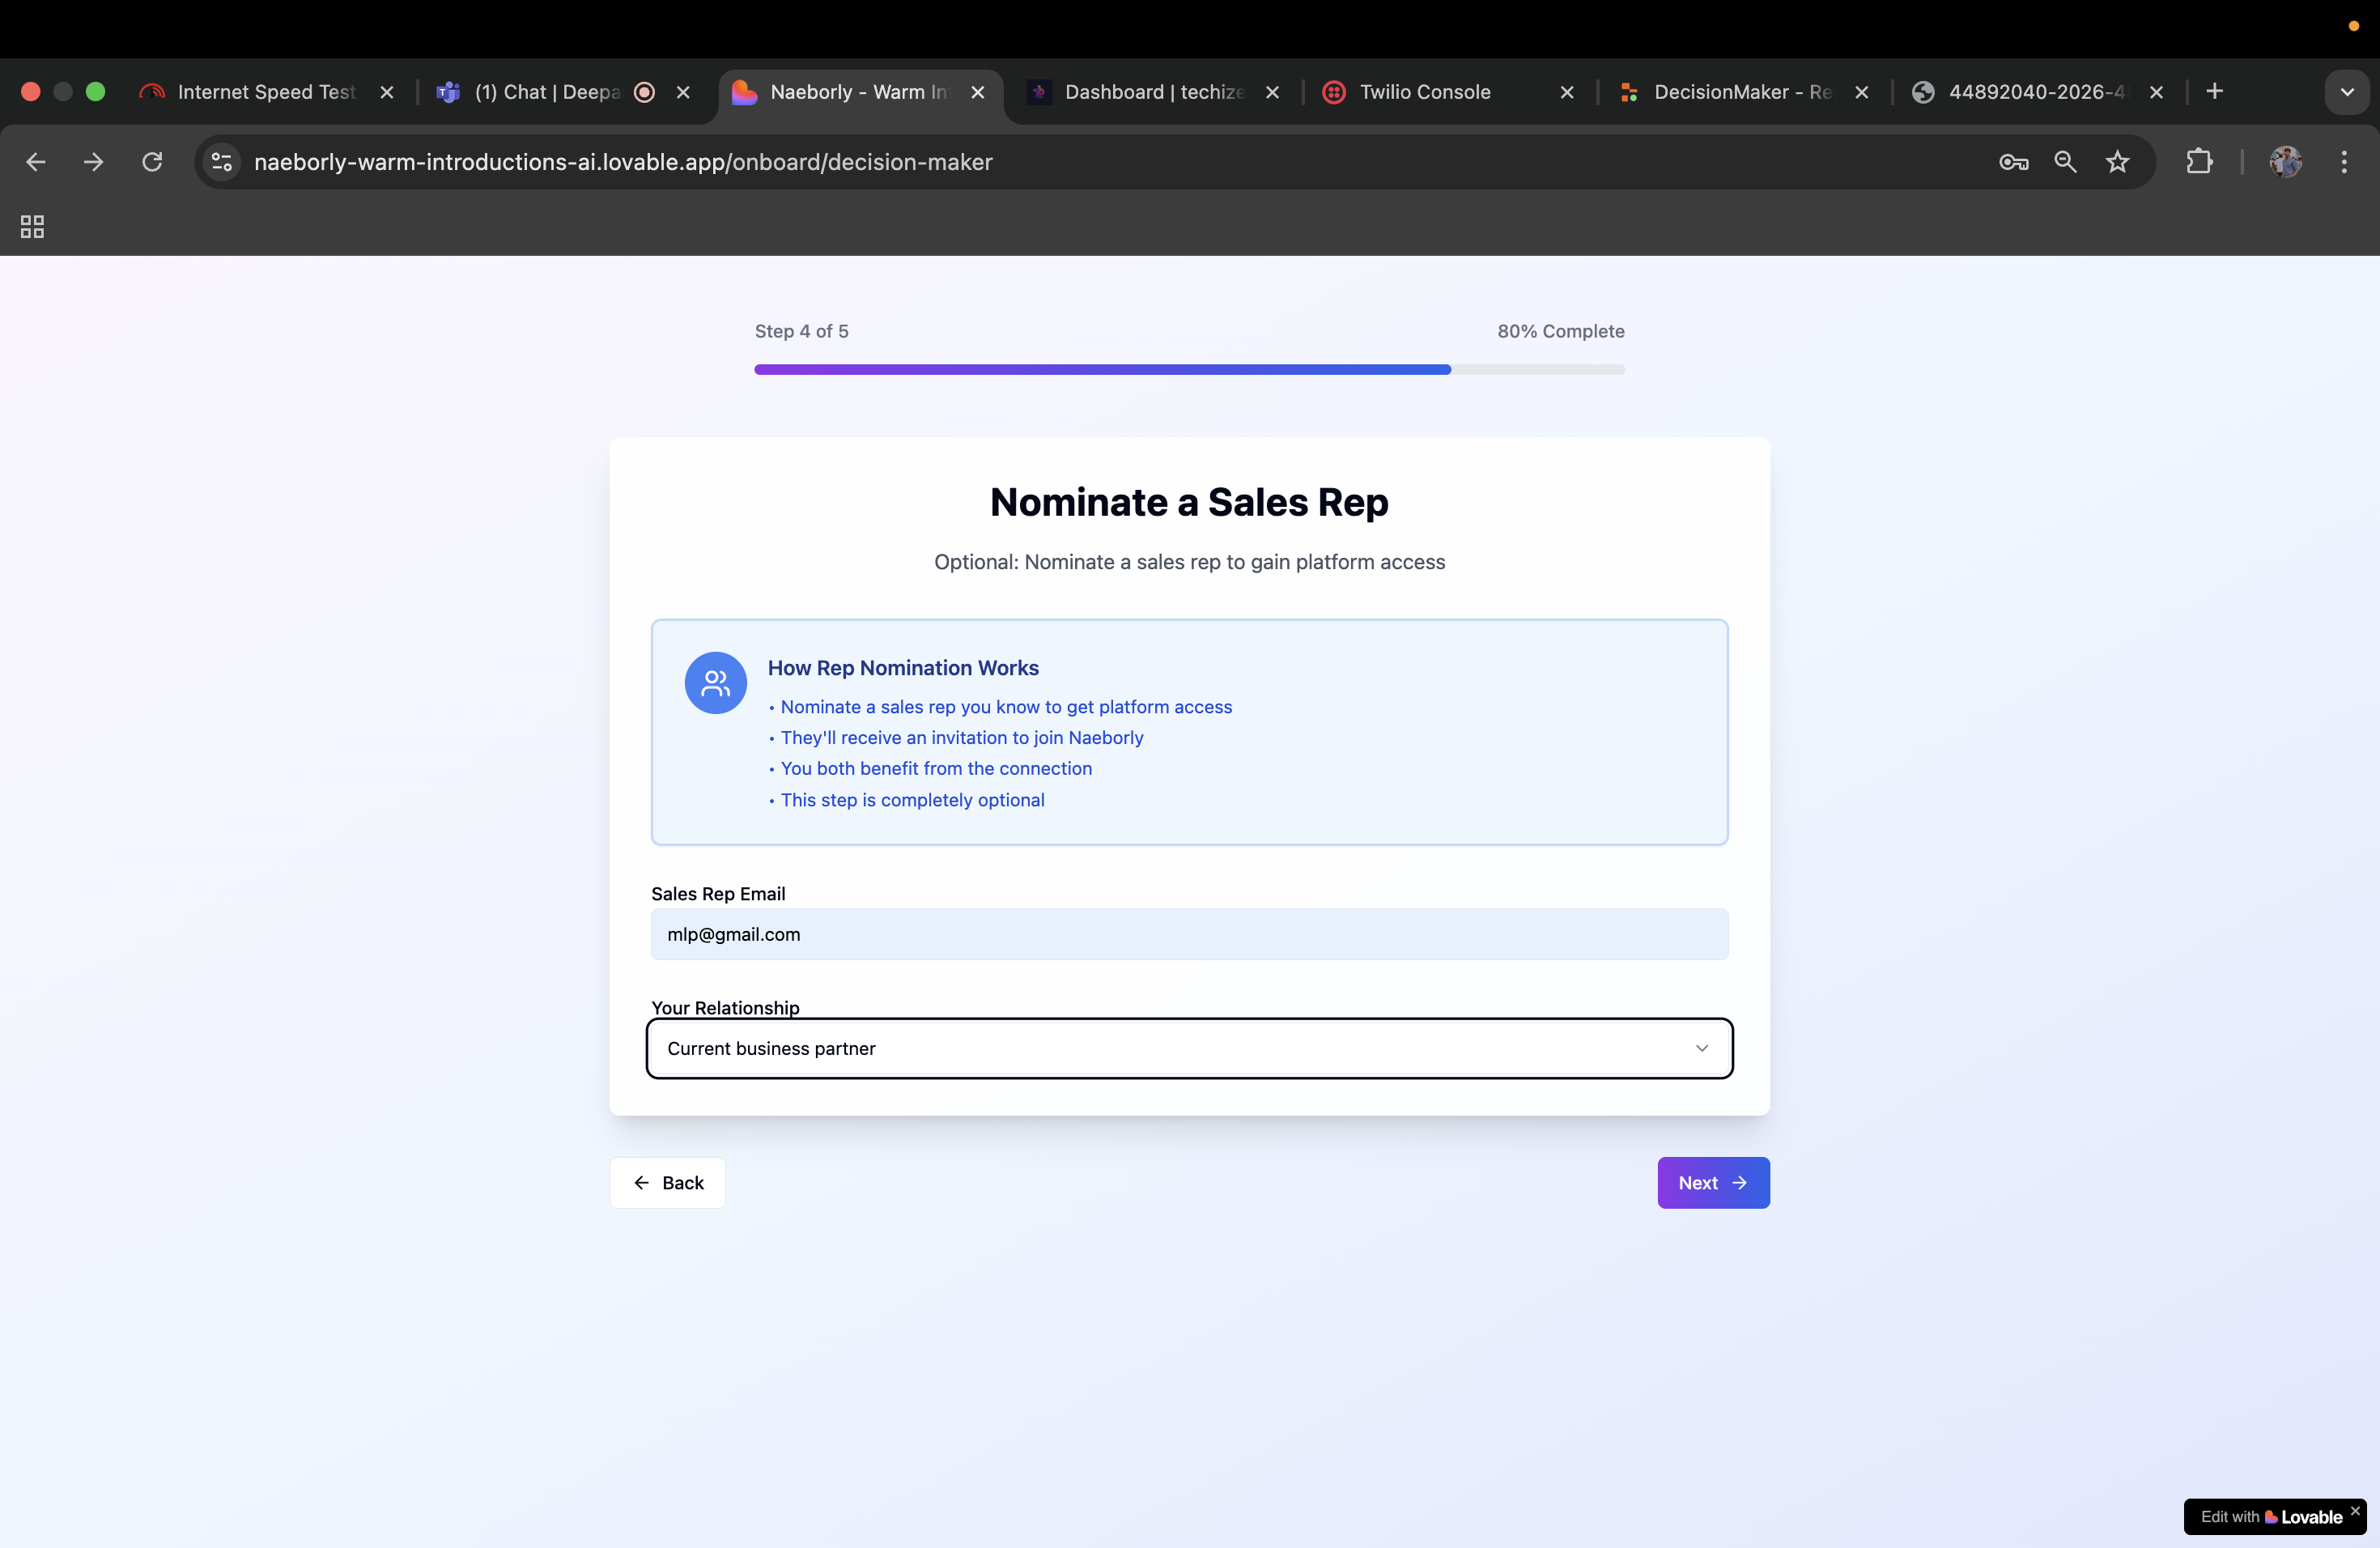 Internet Speed Test
(1) Chat | Deepa
Naeborly - Warm In
Dashboard | techize
Twilio Console
DecisionMaker - Re
44892040-2026-4
naeborly-warm-introductions-ai.lovable.app/onboard/decision-maker
Step 4 of 5
80% Complete
Nominate a Sales Rep
Optional: Nominate a sales rep to gain platform access
How Rep Nomination Works
• Nominate a sales rep you know to get platform access
• They'll receive an invitation to join Naeborly
• You both benefit from the connection
• This step is completely optional
Sales Rep Email
mlp@gmail.com
Your Relationship
Current business partner
Back
Next
Edit with Lovable